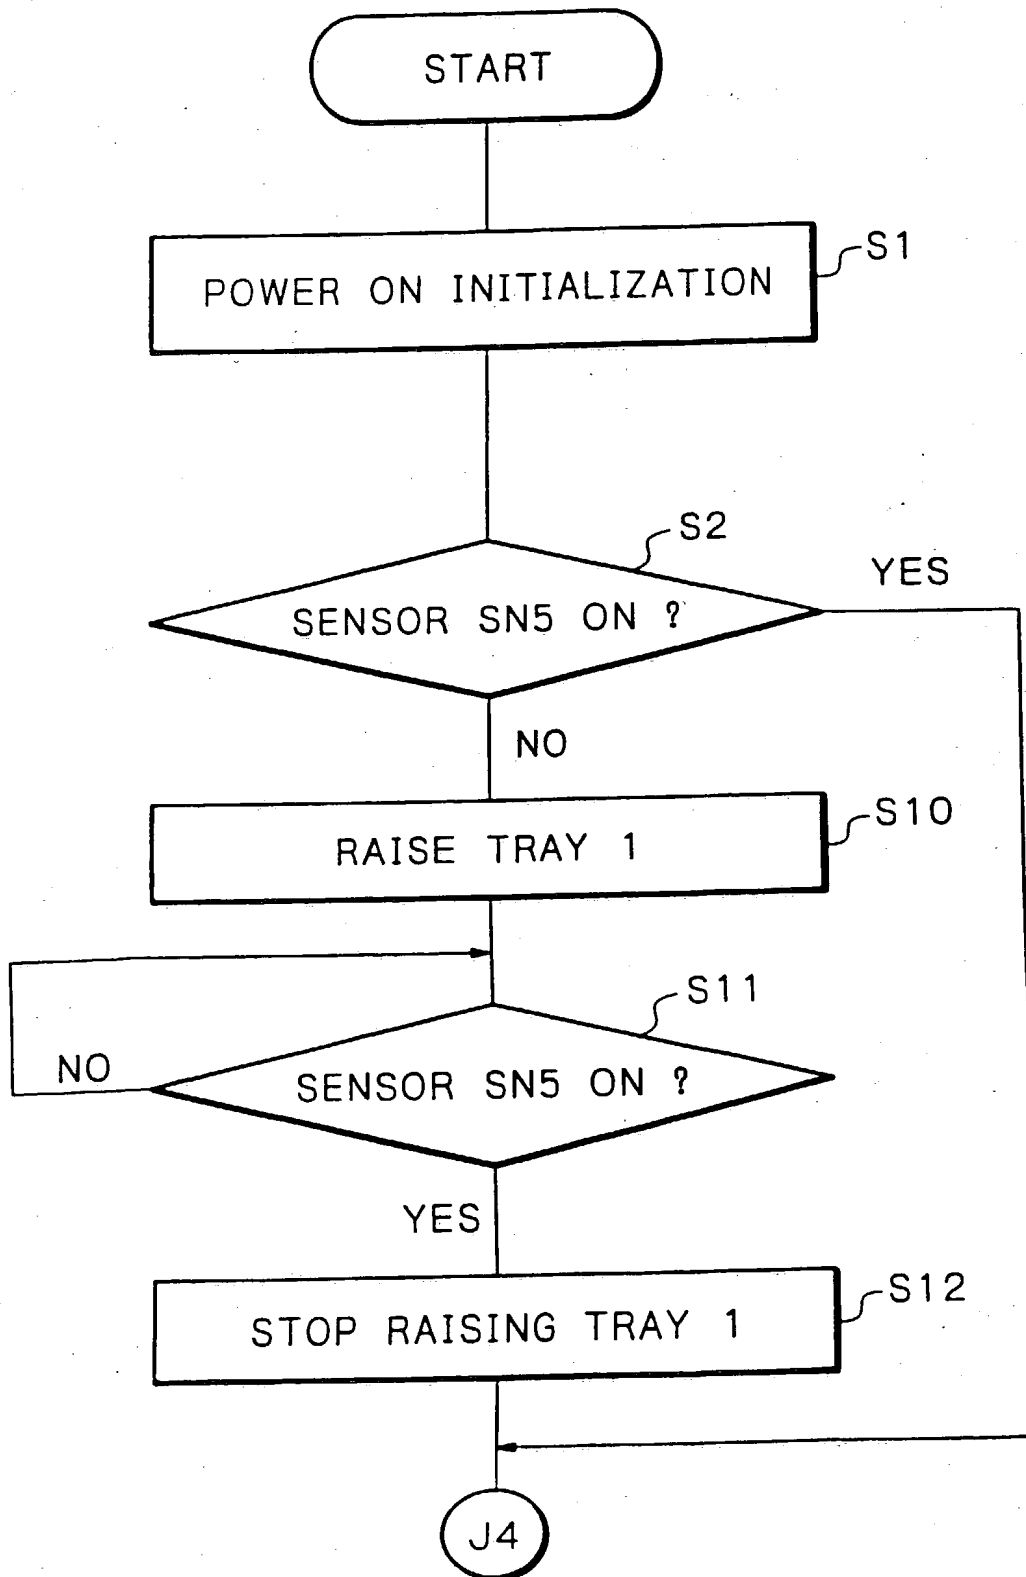 START
POWER ON INITIALIZATION
S1
S2
SENSOR SN5 ON ?
YES
NO
RAISE TRAY 1
S10
S11
SENSOR SN5 ON ?
NO
YES
STOP RAISING TRAY 1
S12
J4